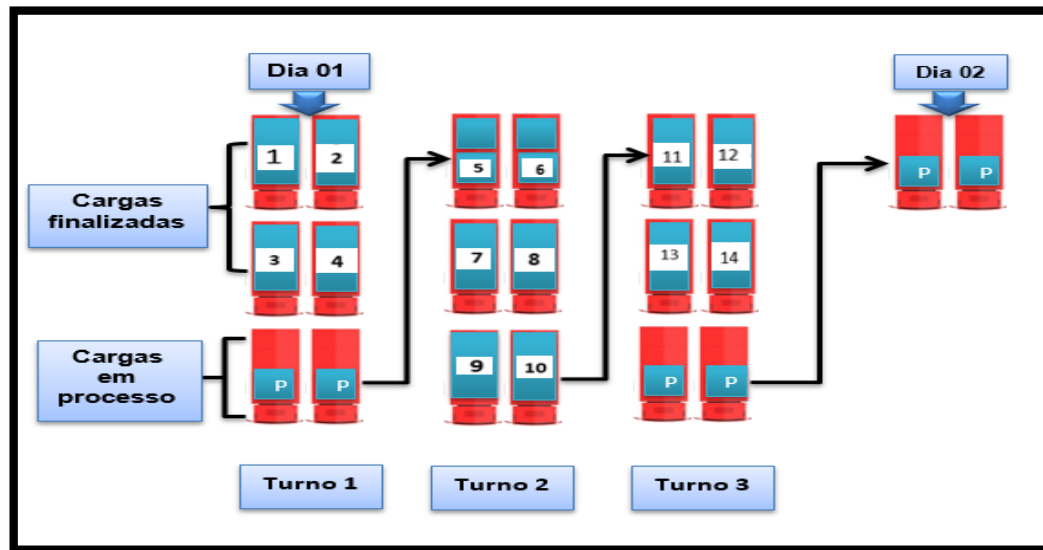 Dia 01
Dia 02
1 2
5 6
11 12
P P
Cargas
finalizadas
3 4
7 8
13 14
Cargas
em
processo
P P
9 10
P P
Turno 1
Turno 2
Turno 3